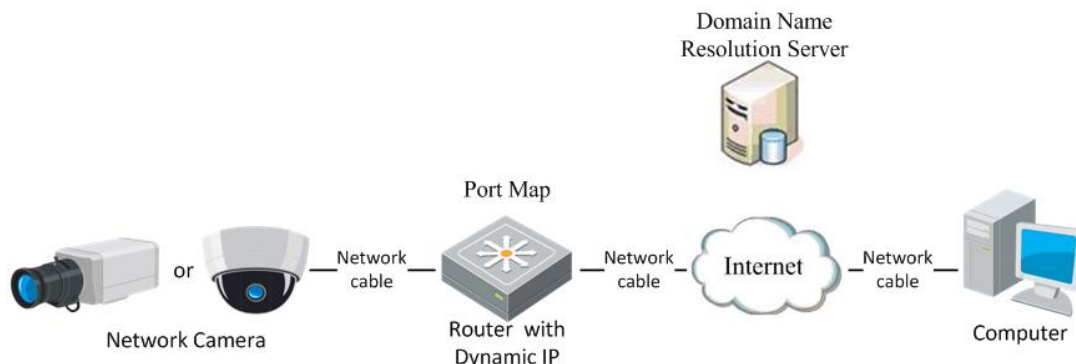 Domain Name
Resolution Server
Port Map
or
Network
cable
Network
cable
Internet
Network
cable
Network Camera
Router with
Dynamic IP
Computer